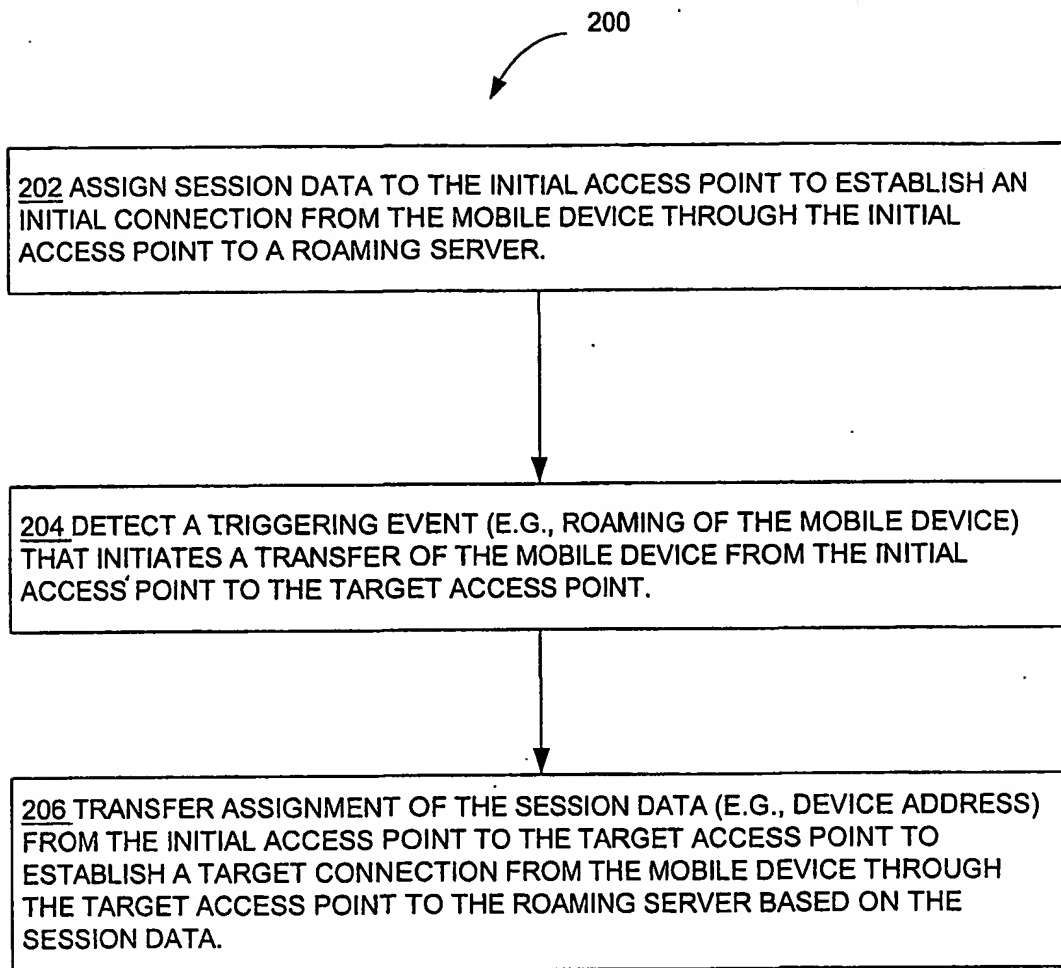 200
202 ASSIGN SESSION DATA TO THE INITIAL ACCESS POINT TO ESTABLISH AN
INITIAL CONNECTION FROM THE MOBILE DEVICE THROUGH THE INITIAL
ACCESS POINT TO A ROAMING SERVER.
204 DETECT A TRIGGERING EVENT (E.G., ROAMING OF THE MOBILE DEVICE)
THAT INITIATES A TRANSFER OF THE MOBILE DEVICE FROM THE INITIAL
ACCESS POINT TO THE TARGET ACCESS POINT.
206 TRANSFER ASSIGNMENT OF THE SESSION DATA (E.G., DEVICE ADDRESS)
FROM THE INITIAL ACCESS POINT TO THE TARGET ACCESS POINT TO
ESTABLISH A TARGET CONNECTION FROM THE MOBILE DEVICE THROUGH
THE TARGET ACCESS POINT TO THE ROAMING SERVER BASED ON THE
SESSION DATA.